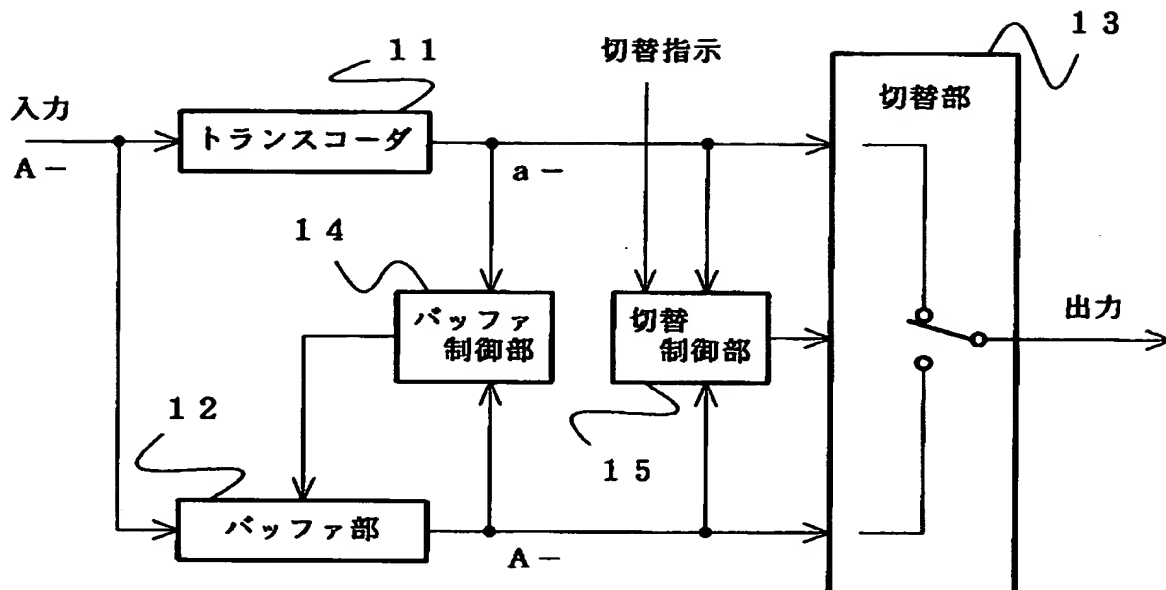 １３
１１
切替指示
切替部
入力
トランスコーダ
A－
a－
１４
バッファ
制御部
切替
制御部
出力
１２
１５
バッファ部
A－